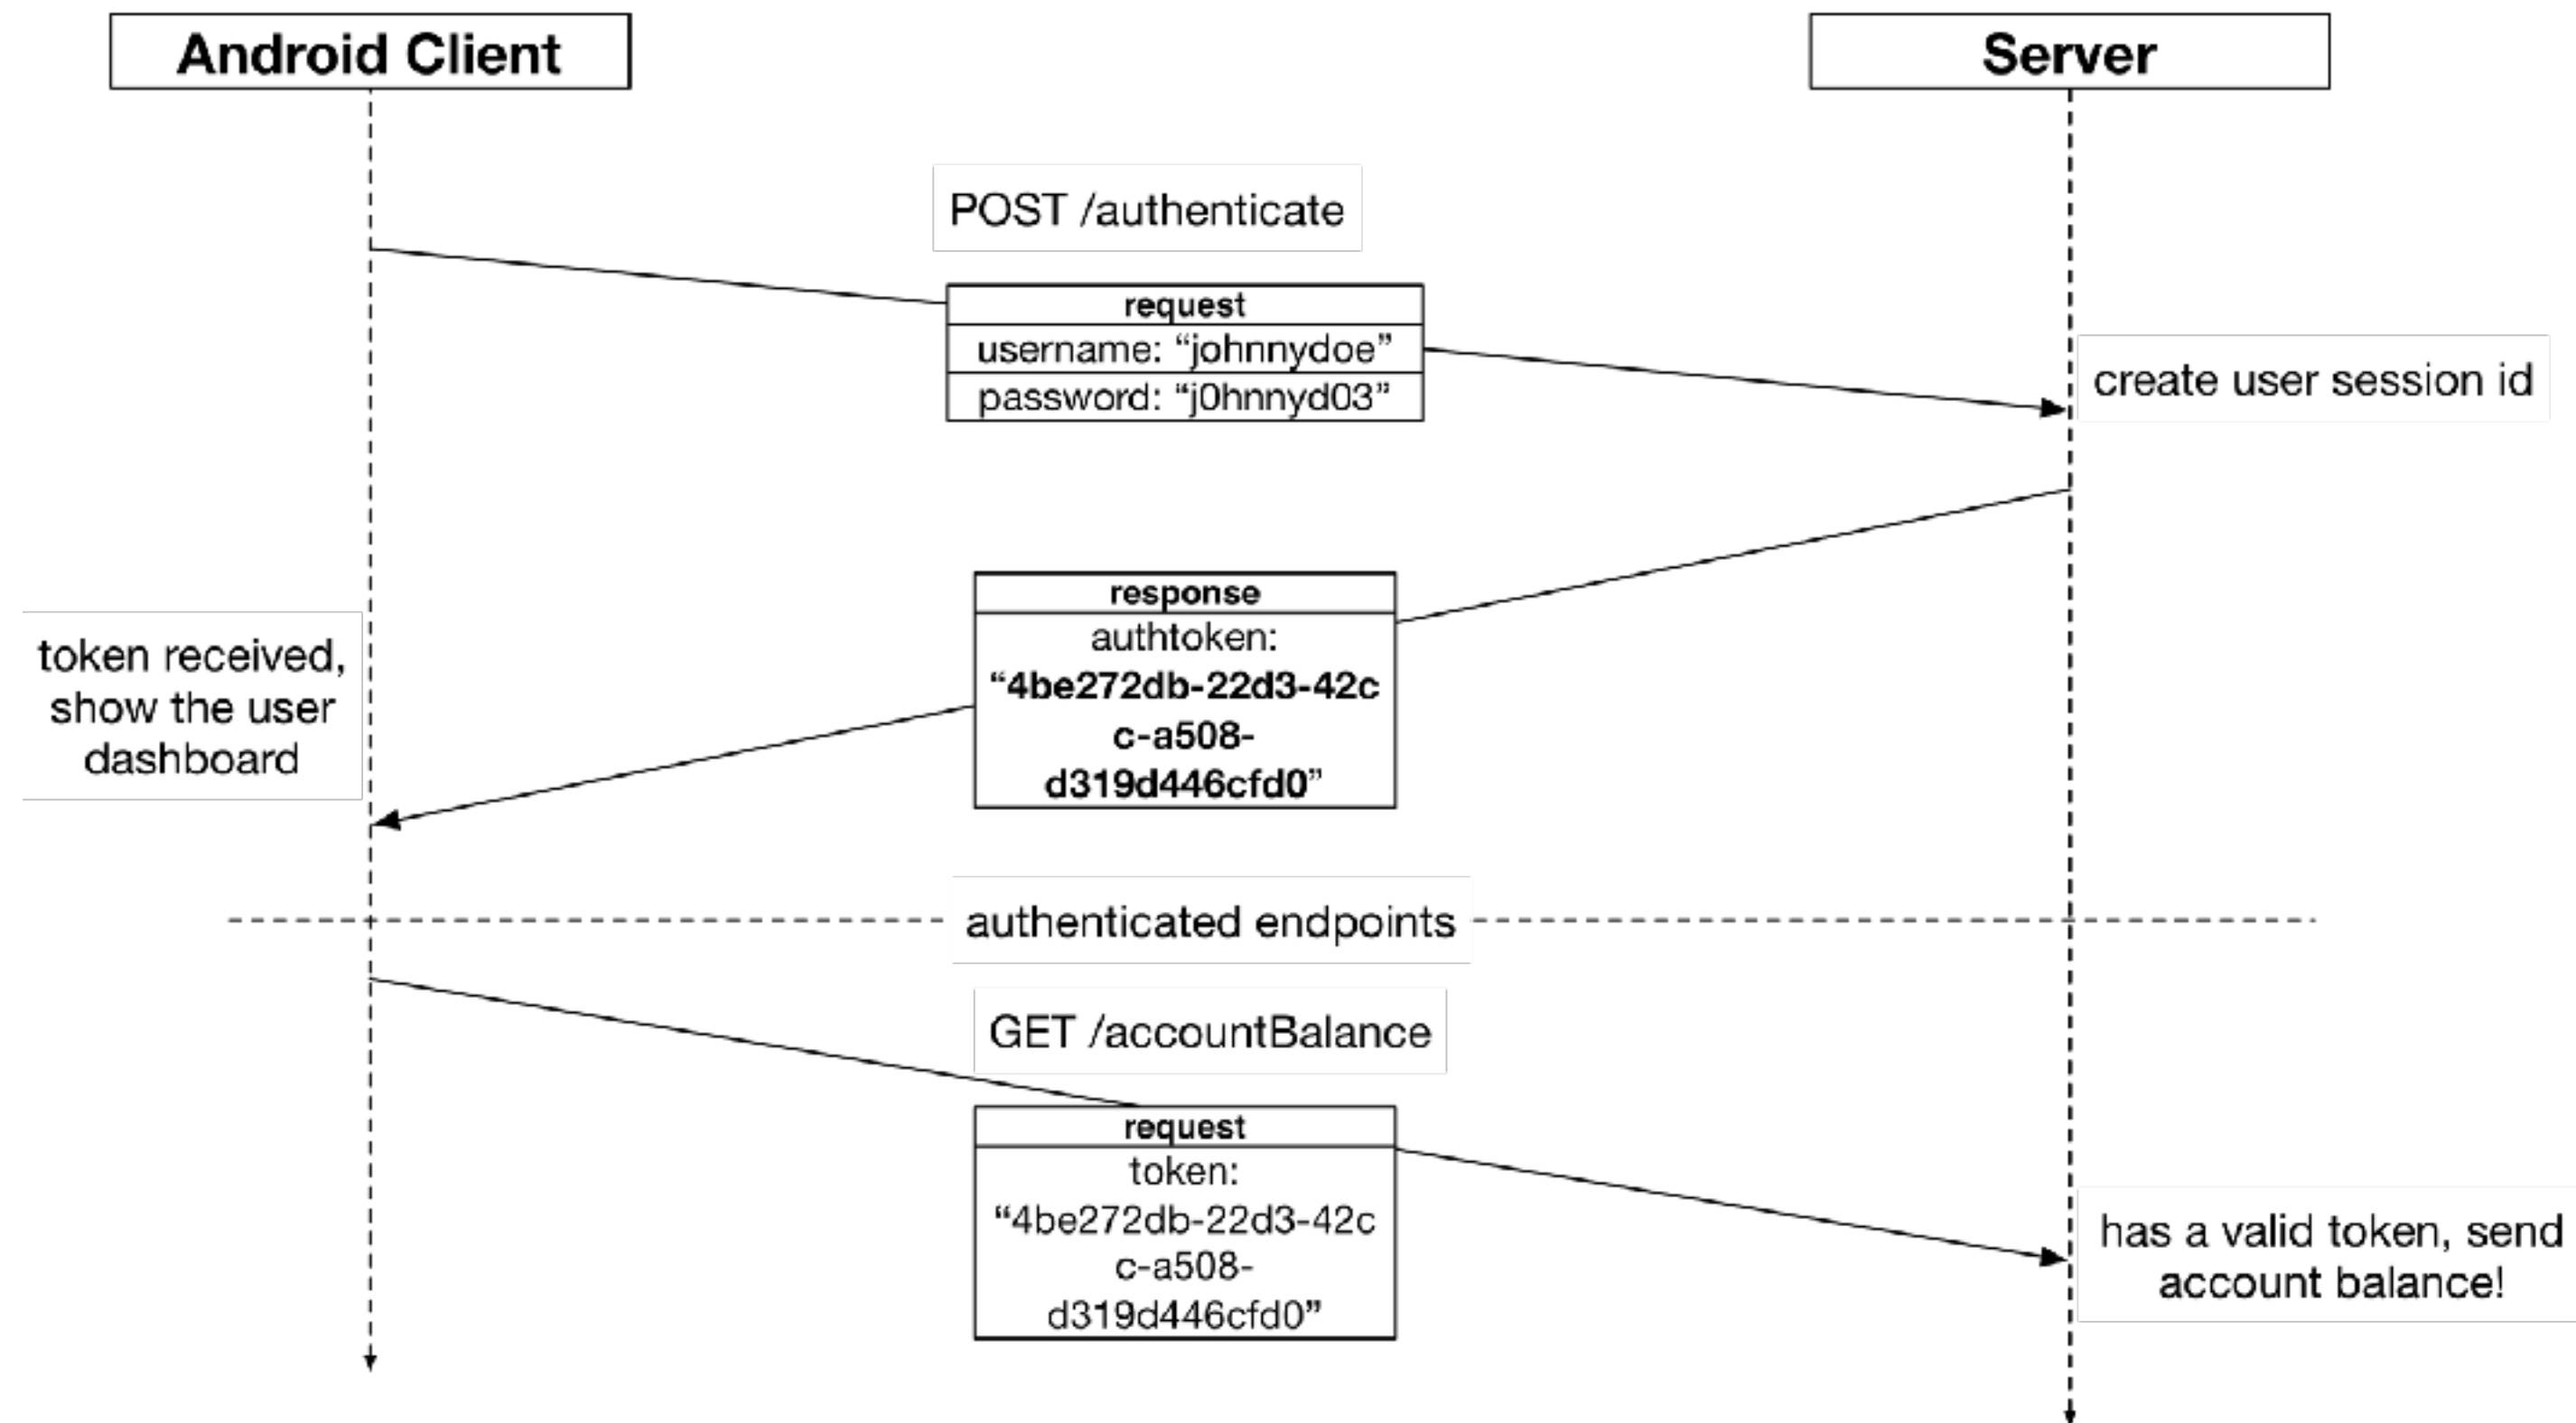 Android Client
Server
POST /authenticate
request
username: “johnnydoe”
password: “j0hnnyd03”
create user session id
response
authtoken:
“4be272db-22d3-42c
c-a508-
d319d446cfd0”
token received,
show the user
dashboard
authenticated endpoints
GET /accountBalance
request
token:
“4be272db-22d3-42c
c-a508-
d319d446cfd0”
has a valid token, send
account balance!